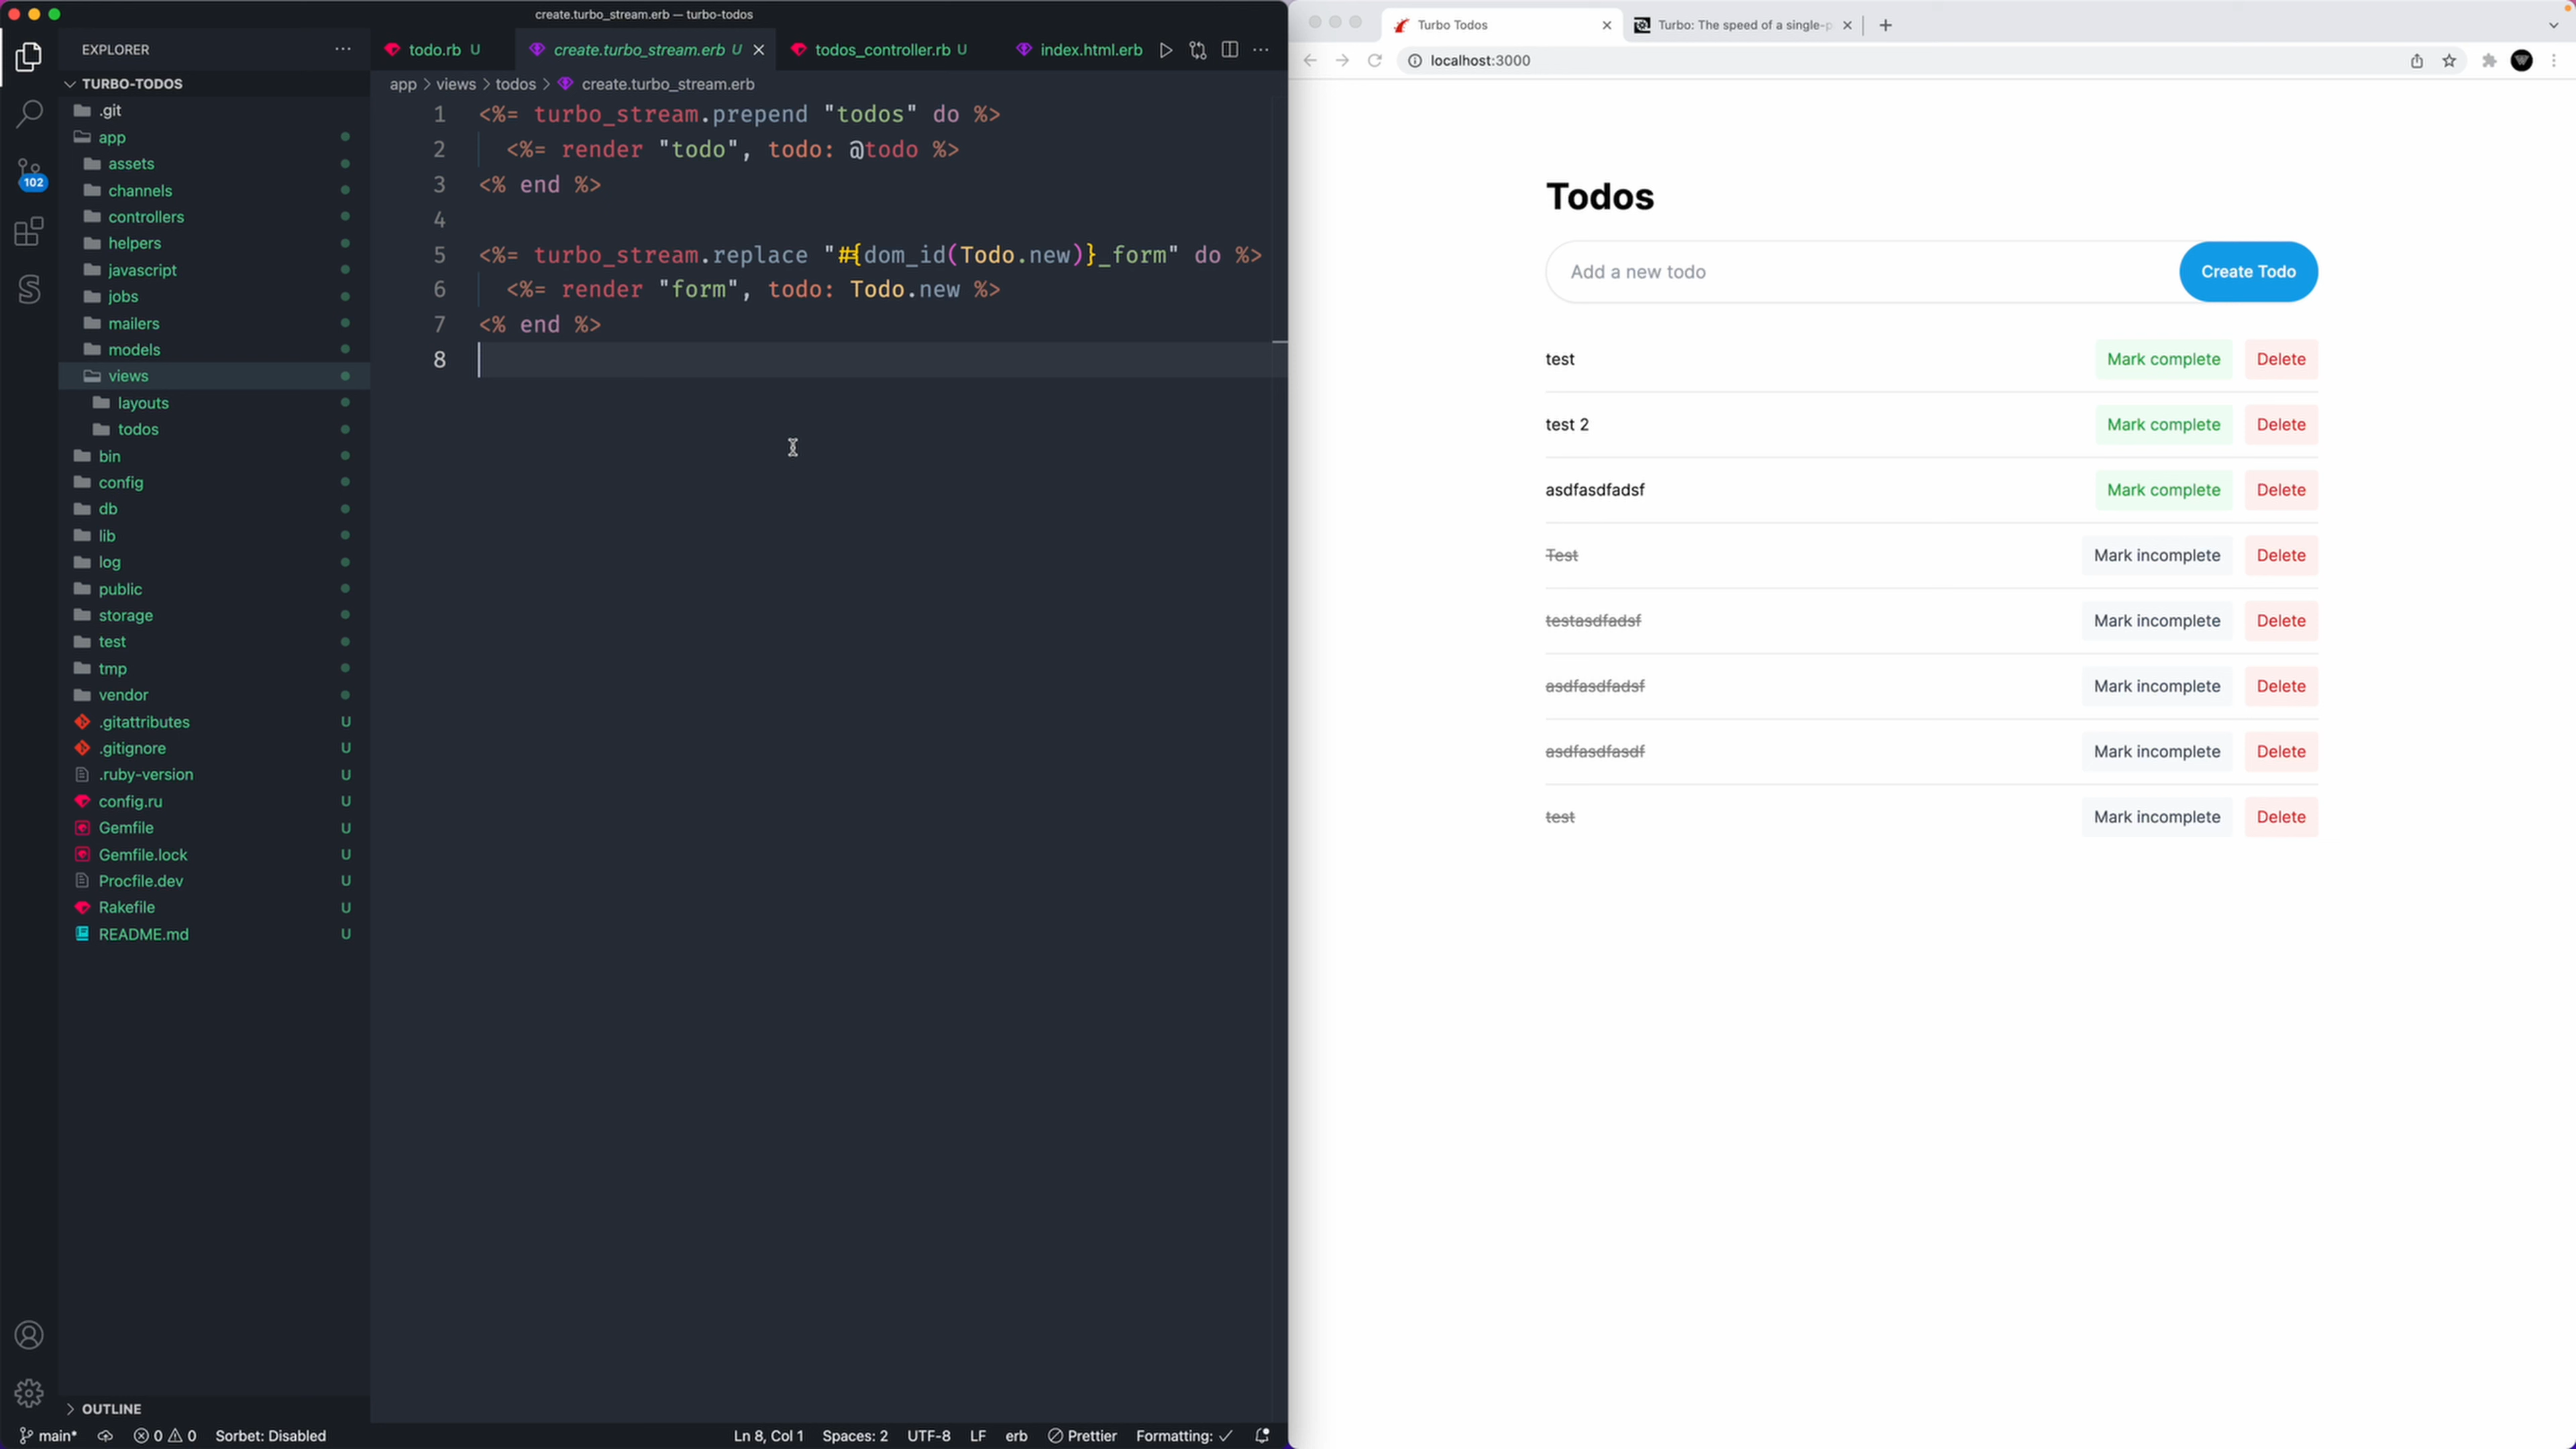 create.turbo_stream.erb — turbo-todos
EXPLORER
TURBO-TODOS
.git
app
assets
channels
controllers
helpers
javascript
jobs
mailers
models
views
layouts
todos
bin
config
db
lib
log
public
storage
test
tmp
vendor
.gitattributes U
.gitignore U
.ruby-version U
config.ru U
Gemfile U
Gemfile.lock U
Procfile.dev U
Rakefile U
README.md U
OUTLINE
102
todo.rb U
create.turbo_stream.erb U
todos_controller.rb U
index.html.erb
app > views > todos > create.turbo_stream.erb
1 <%= turbo_stream.prepend "todos" do %>
2 <%= render "todo", todo: @todo %>
3 <% end %>
4
5 <%= turbo_stream.replace "#{dom_id(Todo.new)}_form" do %>
6 <%= render "form", todo: Todo.new %>
7 <% end %>
8
main* 0 0 Sorbet: Disabled
Ln 8, Col 1 Spaces: 2 UTF-8 LF erb Prettier Formatting: ✓
Turbo Todos
Turbo: The speed of a single-p
localhost:3000
Todos
Add a new todo Create Todo
test Mark complete Delete
test 2 Mark complete Delete
asdfasdfadsf Mark complete Delete
Test Mark incomplete Delete
testasdfadsf Mark incomplete Delete
asdfasdfadsf Mark incomplete Delete
asdfasdfasdf Mark incomplete Delete
test Mark incomplete Delete